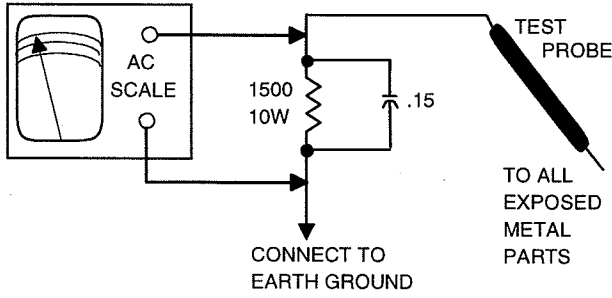 AC
SCALE
1500
10W
.15
TEST
PROBE
TO ALL
EXPOSED
METAL
PARTS
CONNECT TO
EARTH GROUND